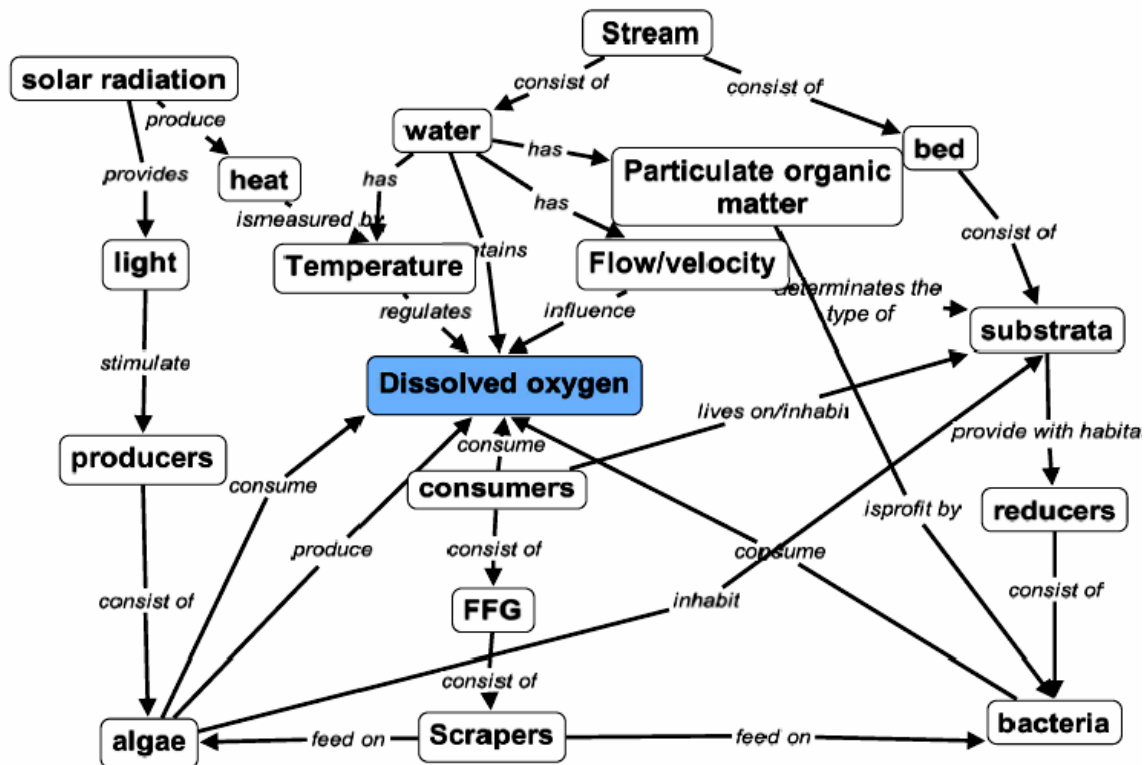 Stream
solar radiation
consist of
consist of
produce
water
has
bed
heat
Particulate organic
matter
provides
has
has
ismeasured by
consist of
light
Temperature
ntains
Flow/velocity
determinates the
type of
regulates
influence
substrata
stimulate
Dissolved oxygen
lives on/inhabit
provide with habita
producers
consume
consume
consumers
reducers
isprofit by
produce
consist of
consume
consist of
consist of
FFG
inhabit
consist of
algae
feed on
Scrapers
feed on
bacteria